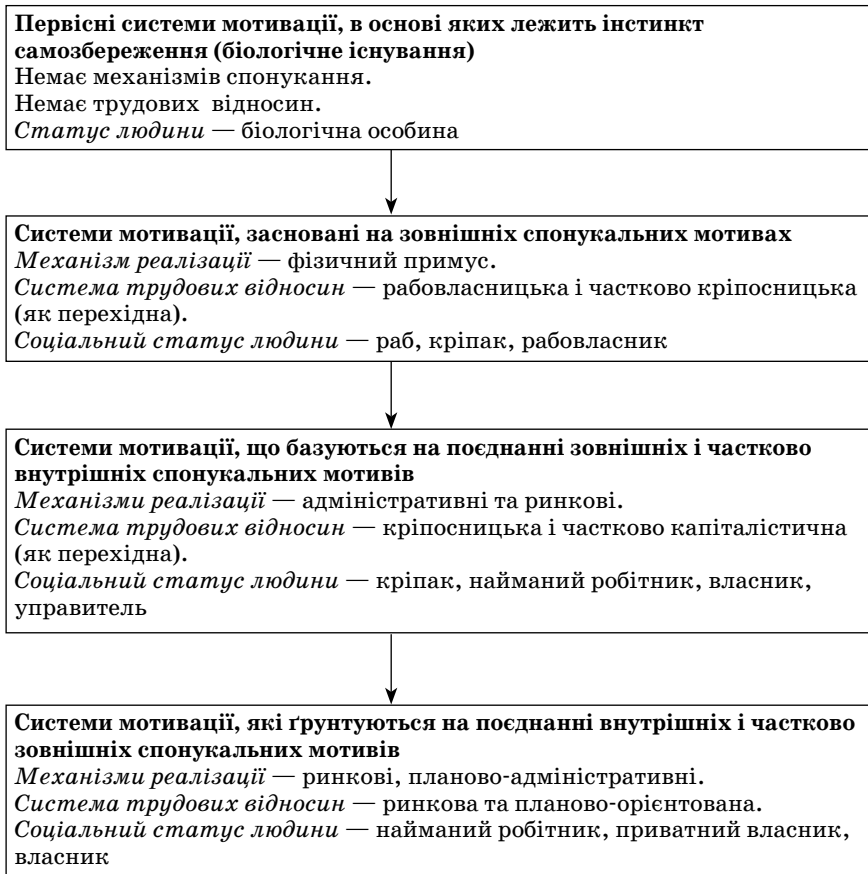 Первісні системи мотивації, в основі яких лежить інстинкт
самозбереження (біологічне існування)
Немає механізмів спонукання.
Немає трудових відносин.
Статус людини — біологічна особина
Системи мотивації, засновані на зовнішніх спонукальних мотивах
Механізм реалізації — фізичний примус.
Система трудових відносин — рабовласницька і частково кріпосницька
(як перехідна).
Соціальний статус людини — раб, кріпак, рабовласник
Системи мотивації, що базуються на поєднанні зовнішніх і частково
внутрішніх спонукальних мотивів
Механізми реалізації — адміністративні та ринкові.
Система трудових відносин — кріпосницька і частково капіталістична
(як перехідна).
Соціальний статус людини — кріпак, найманий робітник, власник,
управитель
Системи мотивації, які ґрунтуються на поєднанні внутрішніх і частково
зовнішніх спонукальних мотивів
Механізми реалізації — ринкові, планово-адміністративні.
Система трудових відносин — ринкова та планово-орієнтована.
Соціальний статус людини — найманий робітник, приватний власник,
власник